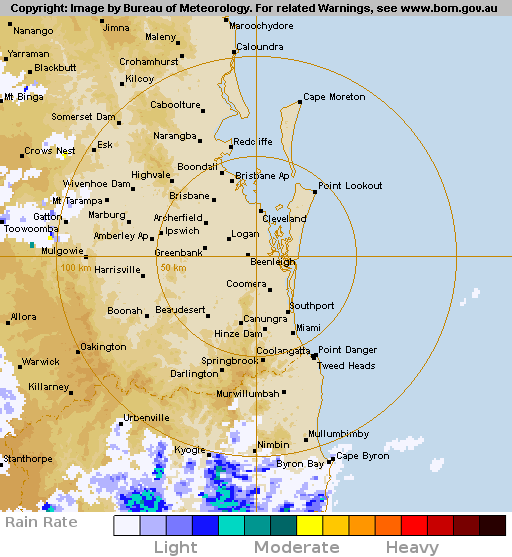 Copyright: Image by Bureau of Meteorology. For related Warnings, see www.bom.gov.au
Nanango
Jimna
Maroochydore
Maleny
Caloundra
Yarraman
Crohamhurst
Blackbutt
Kilcoy
Mt Binga
Caboolture
Cape Moreton
Somerset Dam
Narangba
Redcliffe
Crows Nest
Esk
Boondall
Highvale
Brisbane Ap
Wivenhoe Dam
Point Lookout
Mt Tarampa
Brisbane
Gatton
Marburg
Archerfield
Cleveland
Toowoomba
Amberley Ap
Ipswich
Logan
Mulgowie
Greenbank
Beenleigh
100 km
50 km
Harrisville
Coomera
Southport
Allora
Boonah
Beaudesert
Canungra
Hinze Dam
Miami
Oakington
Coolangatta
Point Danger
Warwick
Springbrook
Tweed Heads
Darlington
Killarney
Murwillumbah
Urbenville
Mullumbimby
Kyogle
Nimbin
Stanthorpe
Byron Bay
Cape Byron
Rain Rate
Light
Moderate
Heavy